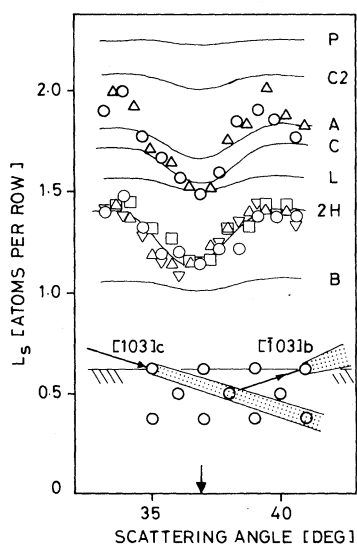 P
C2
2.0
A
C
L
1.5
2H
1.0
B
[103]c
[1̄03]b
0.5
0
35
40
L_S [ATOMS PER ROW]
SCATTERING ANGLE [DEG]